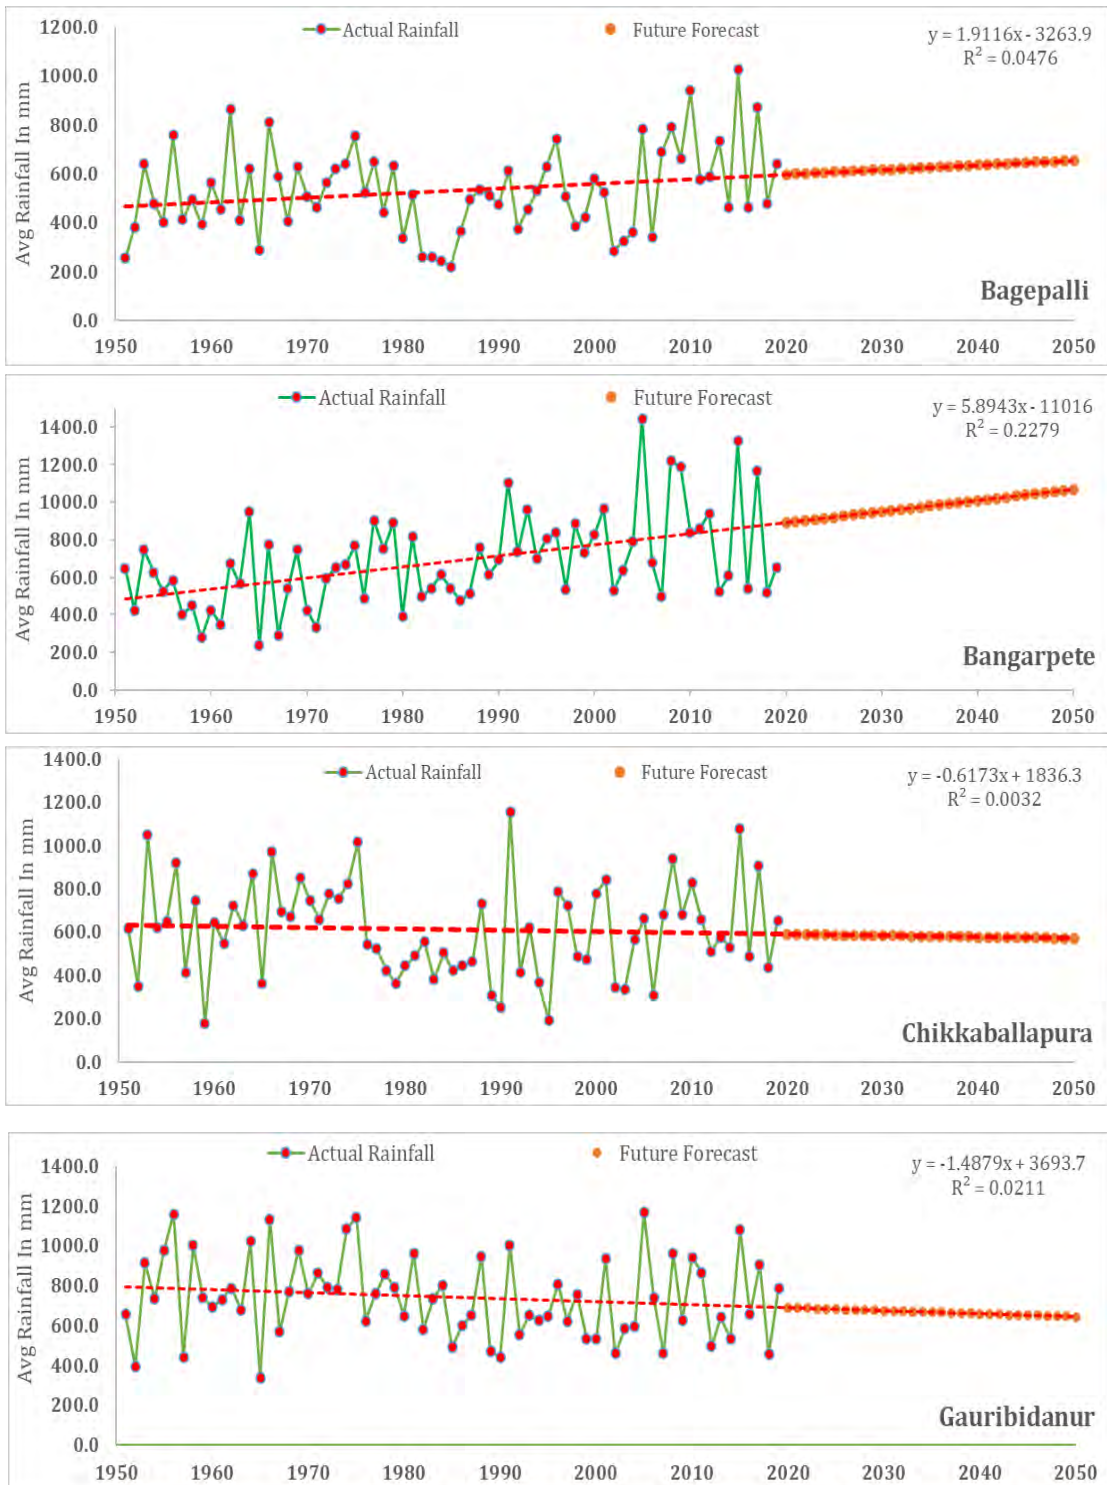 1200.0
Actual Rainfall
Future Forecast
y = 1.9116x - 3263.9
R² = 0.0476
1000.0
800.0
600.0
400.0
200.0
0.0
Avg Rainfall In mm
Bagepalli
1950 1960 1970 1980 1990 2000 2010 2020 2030 2040 2050
Actual Rainfall
Future Forecast
y = 5.8943x - 11016
R² = 0.2279
1400.0
1200.0
1000.0
800.0
600.0
400.0
200.0
0.0
Avg Rainfall In mm
Bangarpete
1950 1960 1970 1980 1990 2000 2010 2020 2030 2040 2050
1400.0
Actual Rainfall
Future Forecast
y = -0.6173x + 1836.3
R² = 0.0032
1200.0
1000.0
800.0
600.0
400.0
200.0
0.0
Avg Rainfall In mm
Chikkaballapura
1950 1960 1970 1980 1990 2000 2010 2020 2030 2040 2050
Actual Rainfall
Future Forecast
y = -1.4879x + 3693.7
R² = 0.0211
1400.0
1200.0
1000.0
800.0
600.0
400.0
200.0
0.0
Avg Rainfall In mm
Gauribidanur
1950 1960 1970 1980 1990 2000 2010 2020 2030 2040 2050